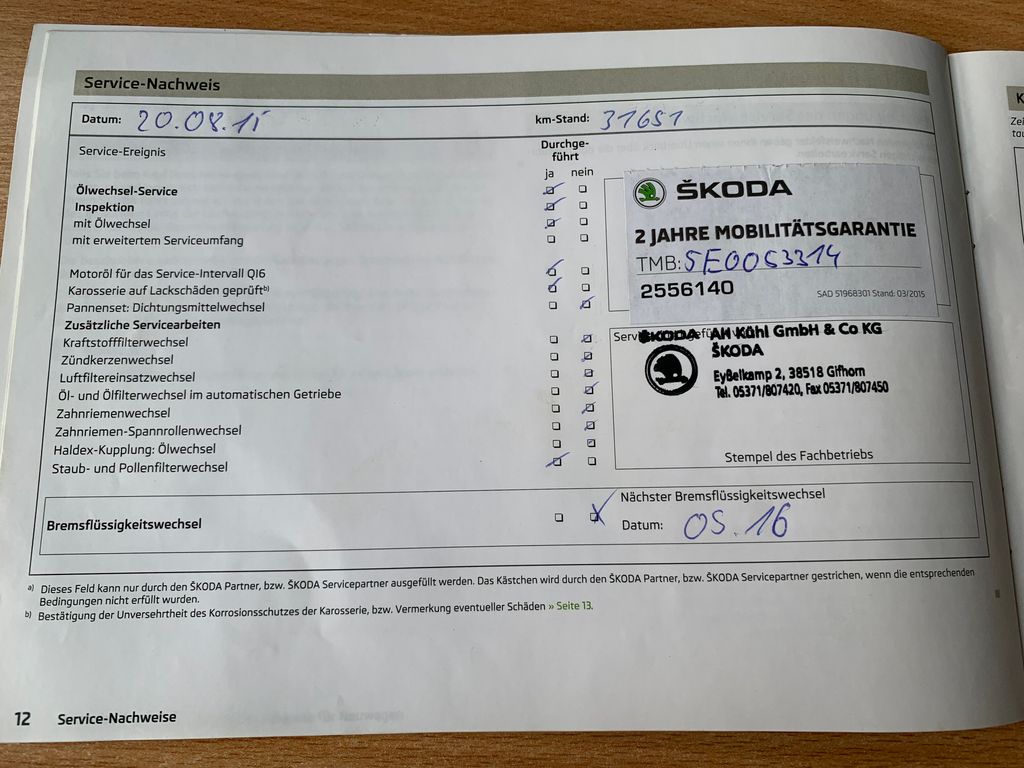 Service-Nachweis
Datum: 20.08.15 km-Stand: 31651
Service-Ereignis
Durchge-
führt
ja nein
Ölwechsel-Service
Inspektion
mit Ölwechsel
mit erweitertem Serviceumfang
Motoröl für das Service-Intervall QI6
Karosserie auf Lackschäden geprüft b)
Pannenset: Dichtungsmittelwechsel
Zusätzliche Servicearbeiten
Kraftstofffilterwechsel
Zündkerzenwechsel
Luftfiltereinsatzwechsel
Öl- und Ölfilterwechsel im automatischen Getriebe
Zahnriemenwechsel
Zahnriemen-Spannrollenwechsel
Haldex-Kupplung: Ölwechsel
Staub- und Pollenfilterwechsel
ŠKODA
2 JAHRE MOBILITÄTSGARANTIE
TMB: 5E0053314
2556140
SAD 51968301 Stand: 03/2015
ŠKODA AH Kühl GmbH & Co KG
ŠKODA
Eyßelkamp 2, 38518 Gifhorn
Tel. 05371/807420, Fax 05371/807450
Stempel des Fachbetriebs
Bremsflüssigkeitswechsel
Nächster Bremsflüssigkeitswechsel
Datum: 05.16
a) Dieses Feld kann nur durch den ŠKODA Partner, bzw. ŠKODA Servicepartner ausgefüllt werden. Das Kästchen wird durch den ŠKODA Partner, bzw. ŠKODA Servicepartner gestrichen, wenn die entsprechenden
Bedingungen nicht erfüllt wurden.
b) Bestätigung der Unversehrtheit des Korrosionsschutzes der Karosserie, bzw. Vermerkung eventueller Schäden » Seite 13.
12 Service-Nachweise